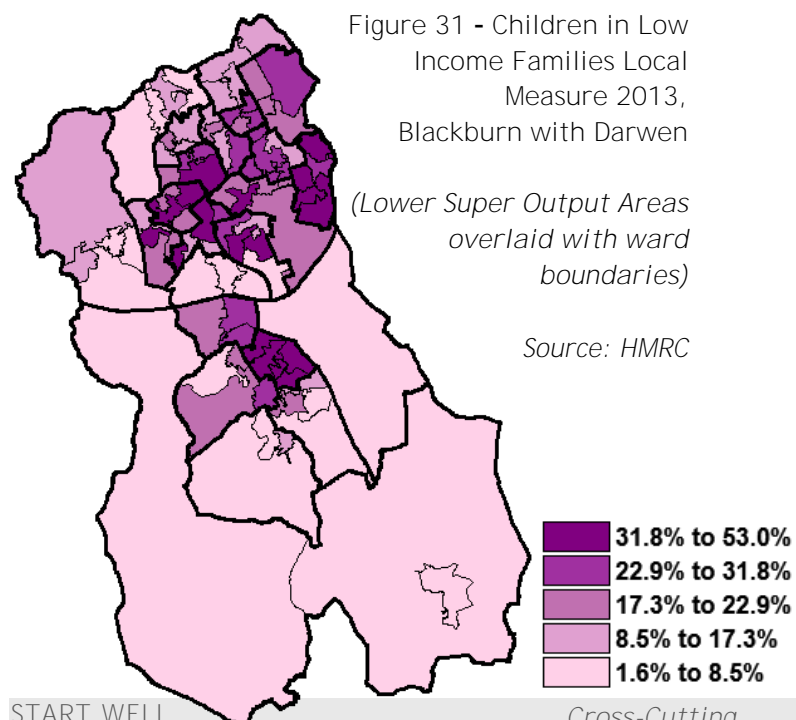 Figure 31 - Children in Low
Income Families Local
Measure 2013,
Blackburn with Darwen
(Lower Super Output Areas
overlaid with ward
boundaries)
Source: HMRC
31.8% to 53.0%
22.9% to 31.8%
17.3% to 22.9%
8.5% to 17.3%
1.6% to 8.5%
START WELL
Cross-Cutting